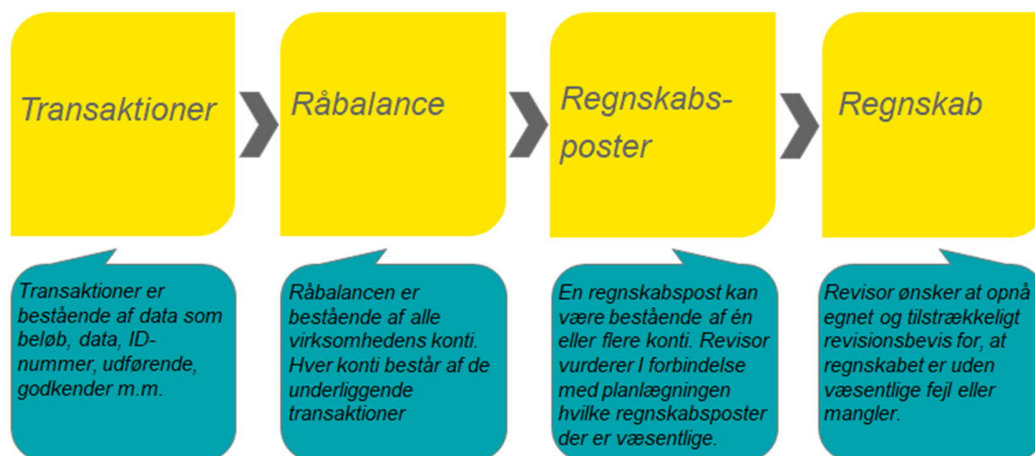 Transaktioner
Råbalance
Regnskabs-
poster
Regnskab
Transaktioner er
bestående af data som
beløb, data, ID-
nummer, udførende,
godkender m.m.
Råbalancen er
bestående af alle
virksomhedens konti.
Hver konti består af de
underliggende
transaktioner
En regnskabspost kan
være bestående af én
eller flere konti. Revisor
vurderer I forbindelse
med planlægningen
hvilke regnskabsposter
der er væsentlige.
Revisor ønsker at opnå
egnet og tilstrækkeligt
revisionsbevis for, at
regnskabet er uden
væsentlige fejl eller
mangler.